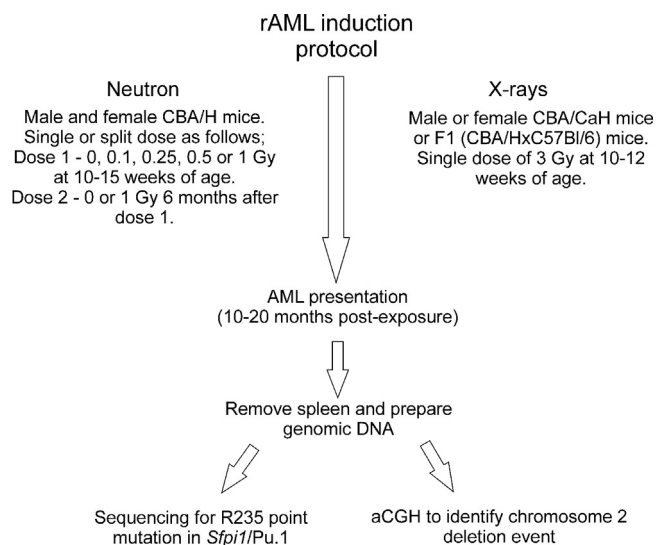 rAML induction
protocol
Neutron
Male and female CBA/H mice.
Single or split dose as follows;
Dose 1 - 0, 0.1, 0.25, 0.5 or 1 Gy
at 10-15 weeks of age.
Dose 2 - 0 or 1 Gy 6 months after
dose 1.
X-rays
Male or female CBA/CaH mice
or F1 (CBA/HxC57Bl/6) mice.
Single dose of 3 Gy at 10-12
weeks of age.
AML presentation
(10-20 months post-exposure)
Remove spleen and prepare
genomic DNA
Sequencing for R235 point
mutation in Sfpi1/Pu.1
aCGH to identify chromosome 2
deletion event